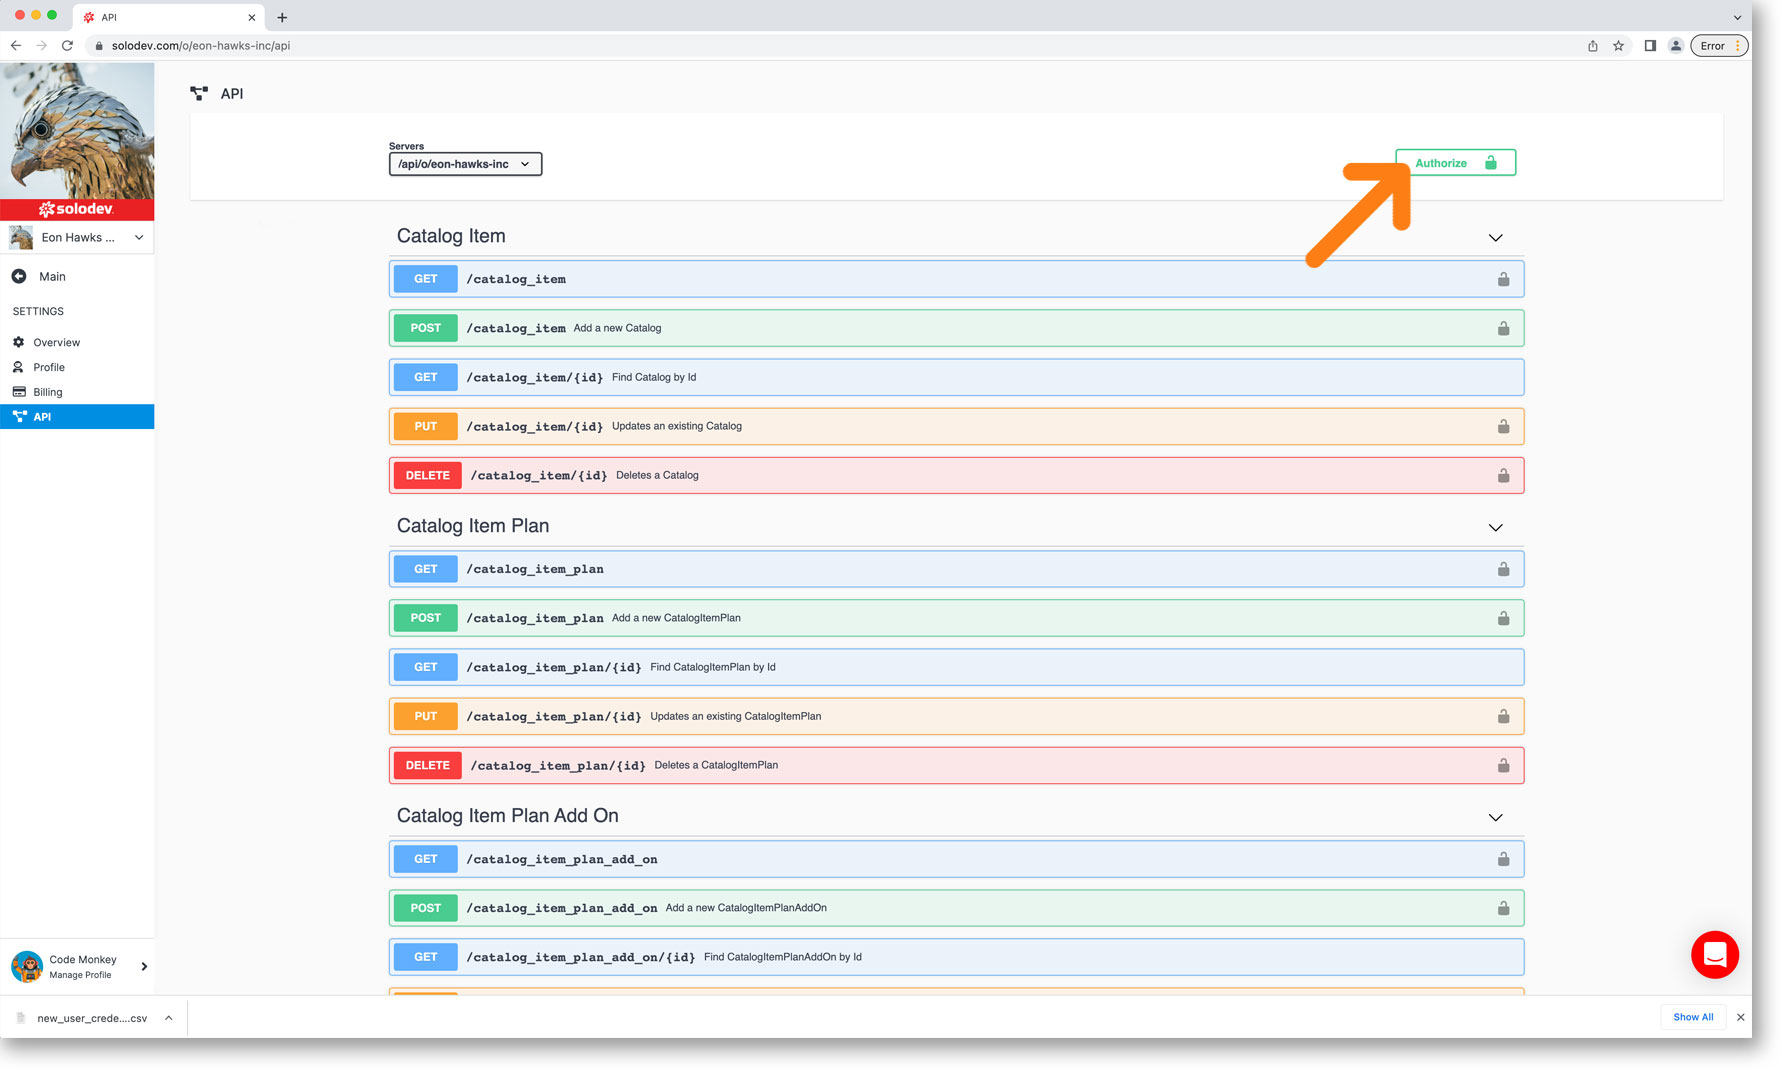 API
solodev.com/o/eon-hawks-inc/api
Error
solodev
Eon Hawks ...
Main
SETTINGS
Overview
Profile
Billing
API
Code Monkey
Manage Profile
API
Servers
/api/o/eon-hawks-inc
Authorize
Catalog Item
GET /catalog_item
POST /catalog_item Add a new Catalog
GET /catalog_item/{id} Find Catalog by Id
PUT /catalog_item/{id} Updates an existing Catalog
DELETE /catalog_item/{id} Deletes a Catalog
Catalog Item Plan
GET /catalog_item_plan
POST /catalog_item_plan Add a new CatalogItemPlan
GET /catalog_item_plan/{id} Find CatalogItemPlan by Id
PUT /catalog_item_plan/{id} Updates an existing CatalogItemPlan
DELETE /catalog_item_plan/{id} Deletes a CatalogItemPlan
Catalog Item Plan Add On
GET /catalog_item_plan_add_on
POST /catalog_item_plan_add_on Add a new CatalogItemPlanAddOn
GET /catalog_item_plan_add_on/{id} Find CatalogItemPlanAddOn by Id
new_user_crede....csv
Show All